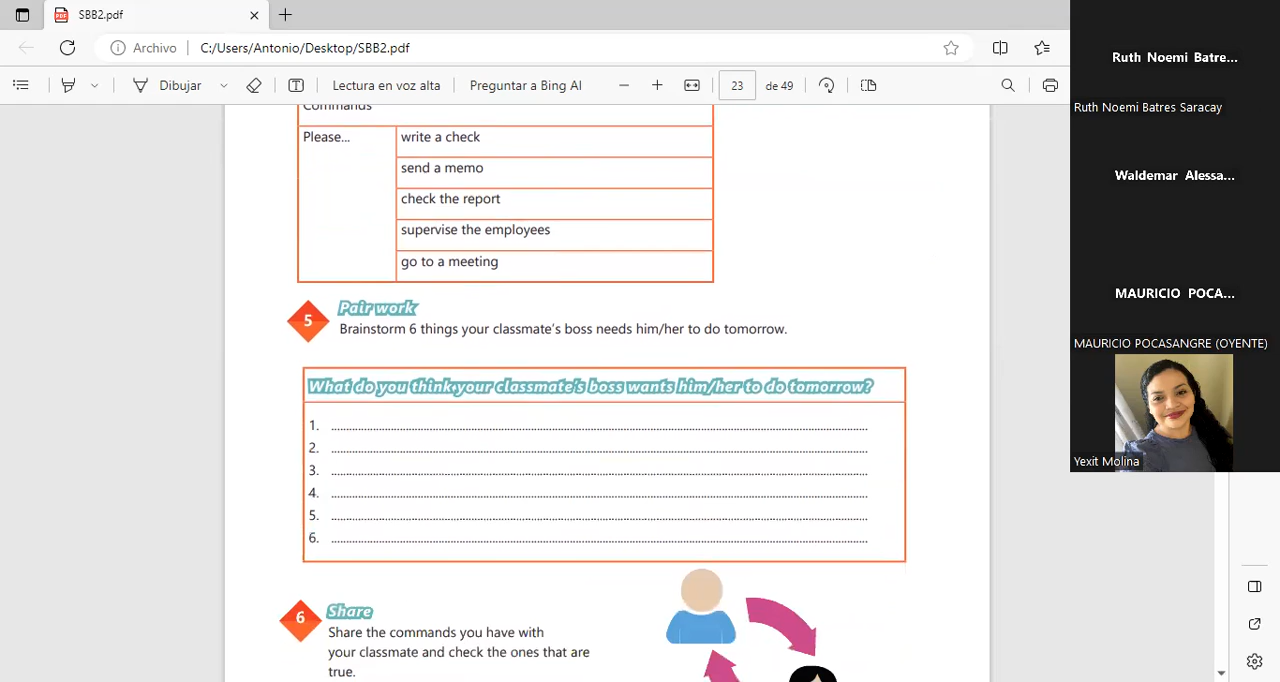 SBB2.pdf
Archivo
C:/Users/Antonio/Desktop/SBB2.pdf
Dibujar
Lectura en voz alta
Preguntar a Bing AI
23
de 49
Commands
Please...
write a check
send a memo
check the report
supervise the employees
go to a meeting
5
Pair work
Brainstorm 6 things your classmate's boss needs him/her to do tomorrow.
What do you think your classmate's boss wants him/her to do tomorrow?
1.
2.
3.
4.
5.
6.
6
Share
Share the commands you have with
your classmate and check the ones that are
true.
Ruth Noemi Batre...
Ruth Noemi Batres Saracay
Waldemar Alessa...
MAURICIO POCA...
MAURICIO POCASANGRE (OYENTE)
Yexit Molina